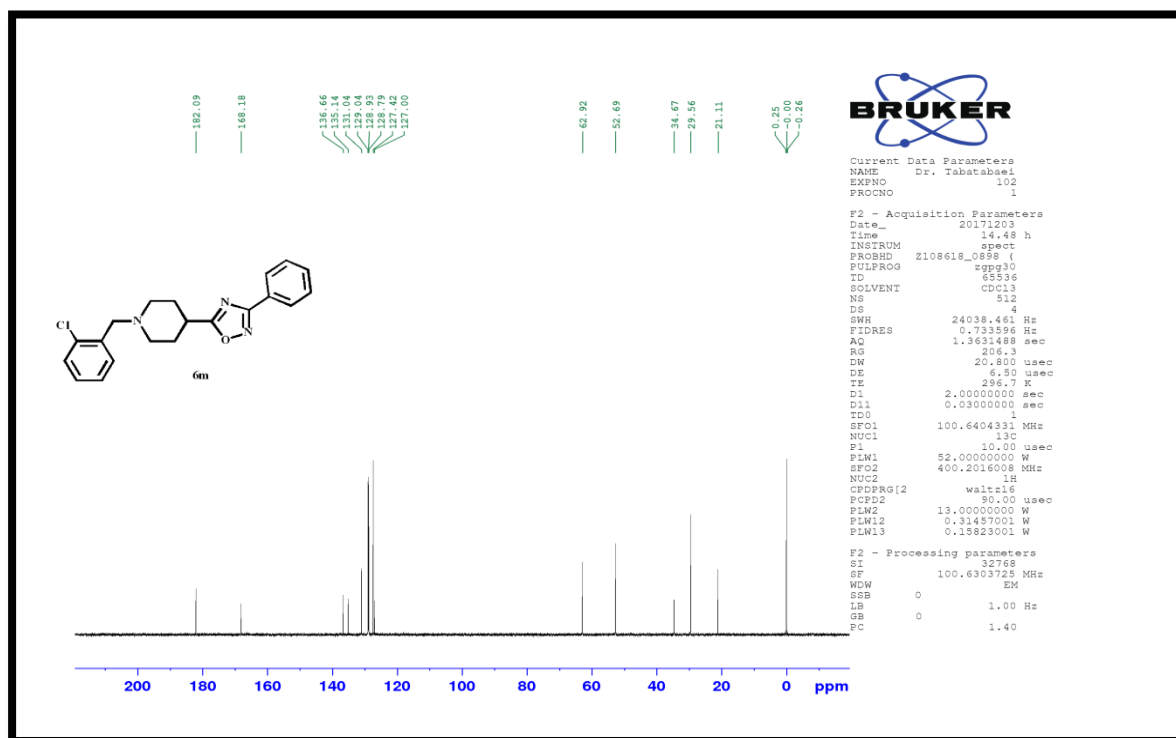 182.09
168.18
136.66
135.14
131.04
129.04
128.93
128.79
127.42
127.00
62.92
52.69
34.67
29.56
21.11
0.25
-0.00
-0.26
BRUKER
Current Data Parameters
NAME Dr. Tabatabaei
EXPNO 102
PROCNO 1
F2 - Acquisition Parameters
Date_ 20171203
Time 14.48 h
INSTRUM spect
PROBHD Z108618_0898 (
PULPROG zgpg30
TD 65536
SOLVENT CDCl3
NS 512
DS 4
SWH 24038.461 Hz
FIDRES 0.733596 Hz
AQ 1.3631488 sec
RG 206.3
DW 20.800 usec
DE 6.50 usec
TE 296.7 K
D1 2.00000000 sec
D11 0.03000000 sec
TD0 1
SFO1 100.6404331 MHz
NUC1 13C
P1 10.00 usec
PLW1 52.00000000 W
SFO2 400.2016008 MHz
NUC2 1H
CPDPRG[2 waltz16
PCPD2 90.00 usec
PLW2 13.00000000 W
PLW12 0.31457001 W
PLW13 0.15823001 W
F2 - Processing parameters
SI 32768
SF 100.6303725 MHz
WDW EM
SSB 0
LB 1.00 Hz
GB 0
PC 1.40
Cl
N
N
N
O
6m
200 180 160 140 120 100 80 60 40 20 0 ppm